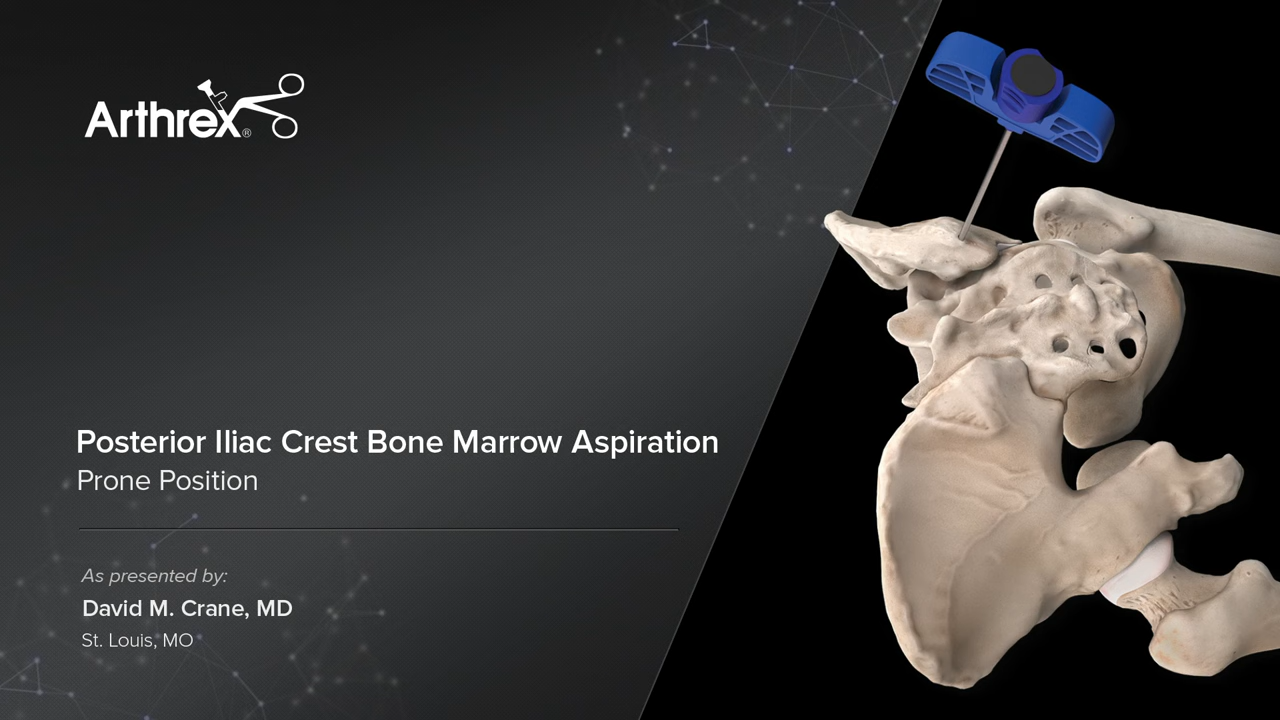 Arthrex®
Posterior Iliac Crest Bone Marrow Aspiration
Prone Position
As presented by:
David M. Crane, MD
St. Louis, MO